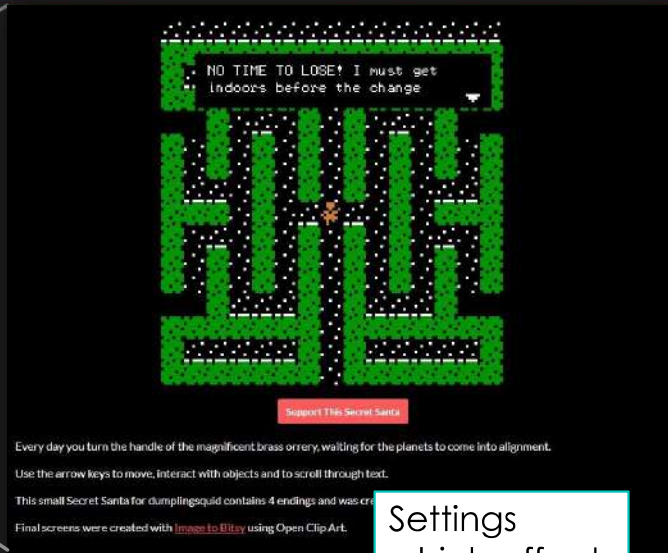 NO TIME TO LOSE! I must get
indoors before the change
Support This Secret Santa
Every day you turn the handle of the magnificent brass orrery, waiting for the planets to come into alignment.
Use the arrow keys to move, interact with objects and to scroll through text.
This small Secret Santa for dumplingsquid contains 4 endings and was
Final screens were created with Image to Bitsy using Open Clip Art.
Settings